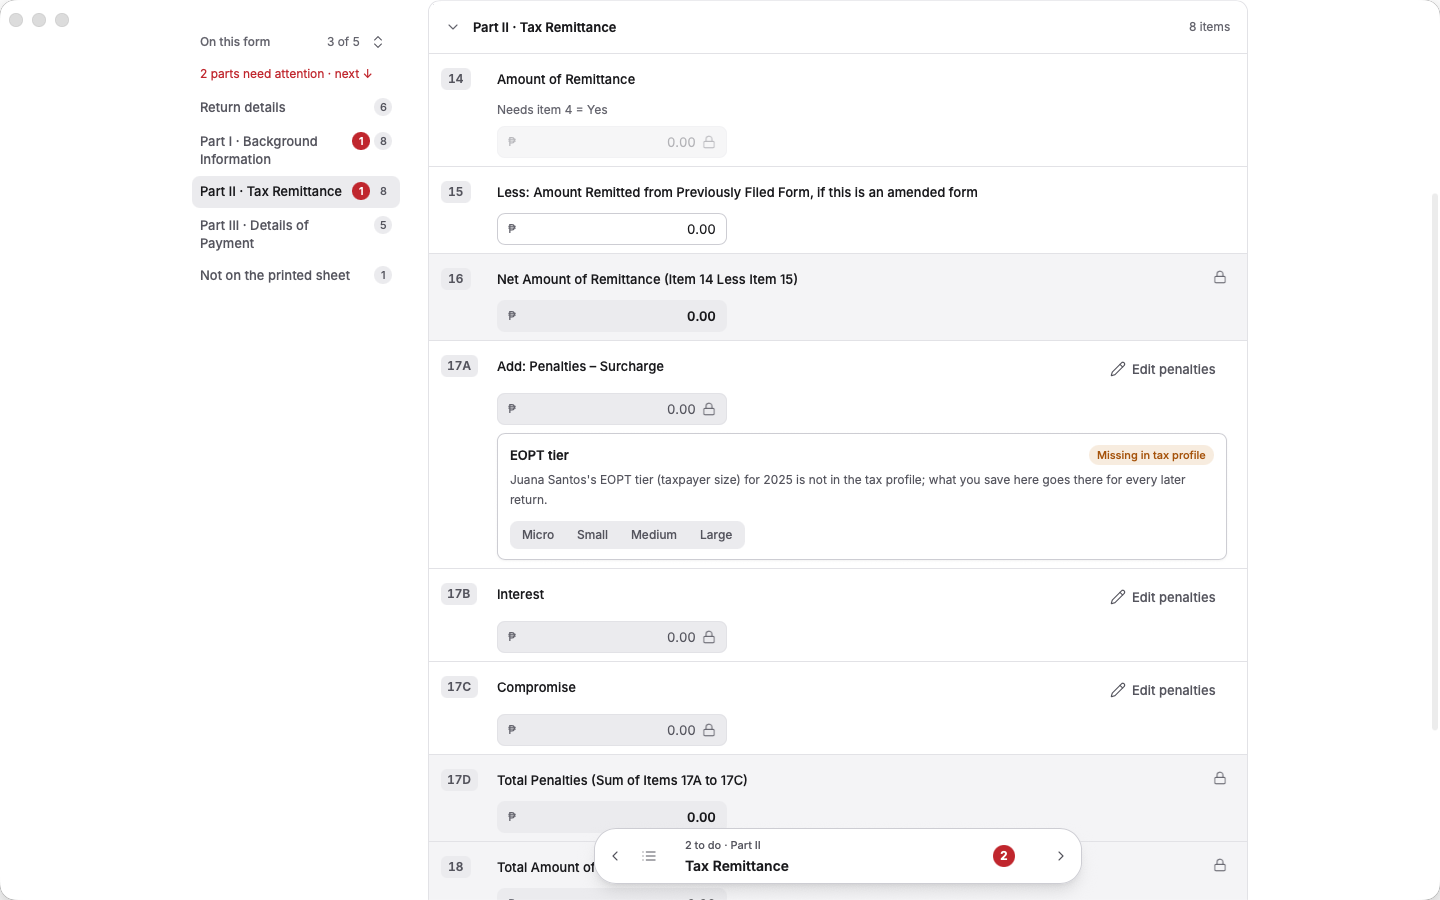 On this form
3 of 5
2 parts need attention · next ↓
Return details
6
Part I · Background
Information
1
8
Part II · Tax Remittance
1
8
Part III · Details of
Payment
5
Not on the printed sheet
1
Part II · Tax Remittance
8 items
14
Amount of Remittance
Needs item 4 = Yes
₱
0.00
15
Less: Amount Remitted from Previously Filed Form, if this is an amended form
₱
0.00
16
Net Amount of Remittance (Item 14 Less Item 15)
₱
0.00
17A
Add: Penalties – Surcharge
Edit penalties
₱
0.00
EOPT tier
Missing in tax profile
Juana Santos's EOPT tier (taxpayer size) for 2025 is not in the tax profile; what you save here goes there for every later
return.
Micro
Small
Medium
Large
17B
Interest
Edit penalties
₱
0.00
17C
Compromise
Edit penalties
₱
0.00
17D
Total Penalties (Sum of Items 17A to 17C)
₱
0.00
18
Total Amount of
2 to do · Part II
Tax Remittance
2